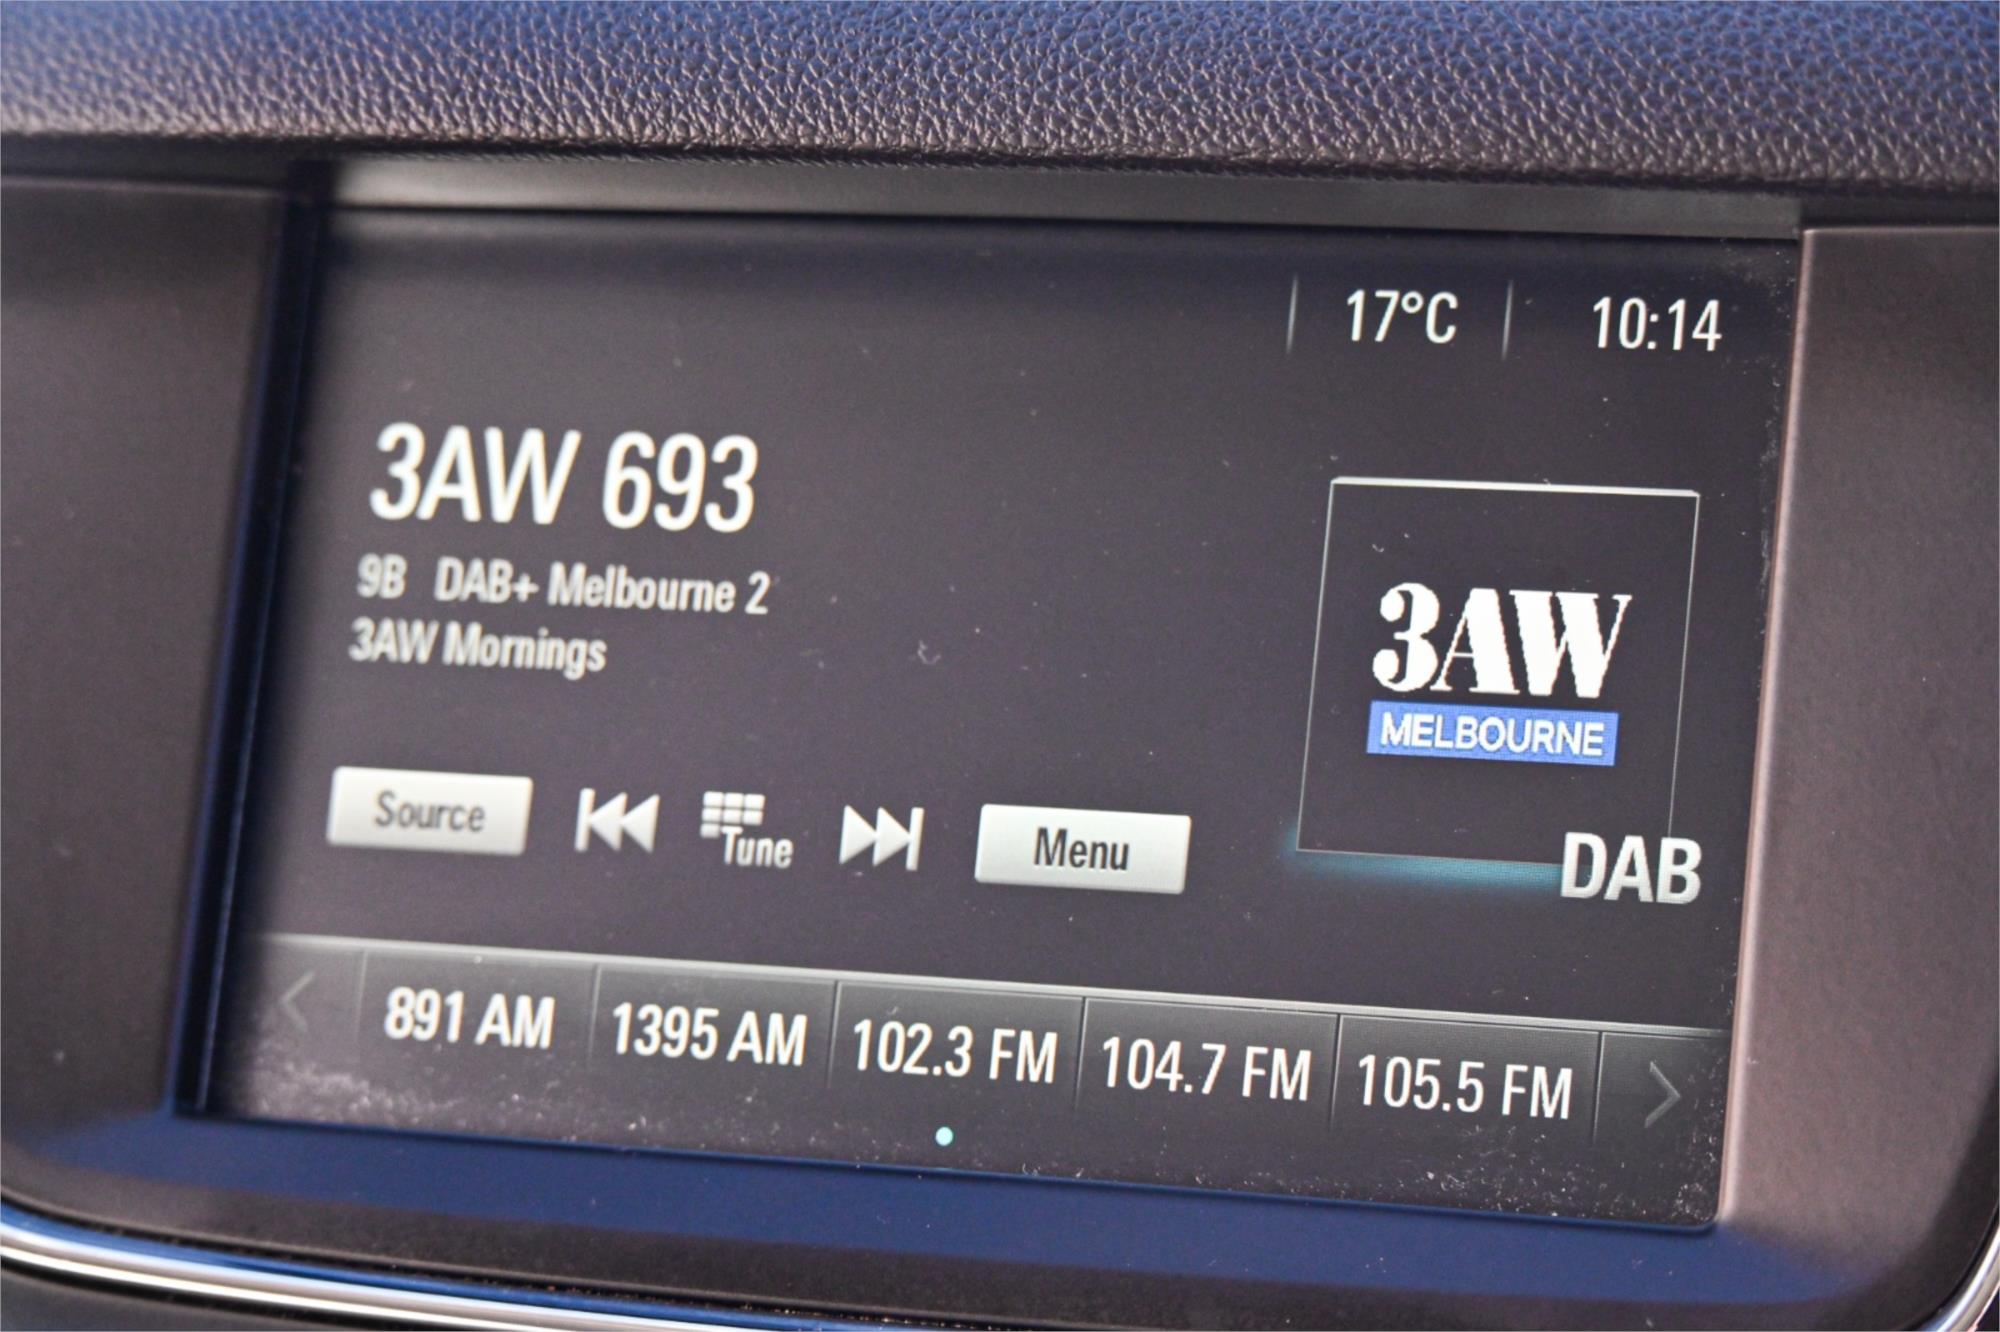 17°C 10:14
3AW 693
9B DAB+ Melbourne 2
3AW Mornings
3AW
MELBOURNE
DAB
Source Tune Menu
891 AM 1395 AM 102.3 FM 104.7 FM 105.5 FM